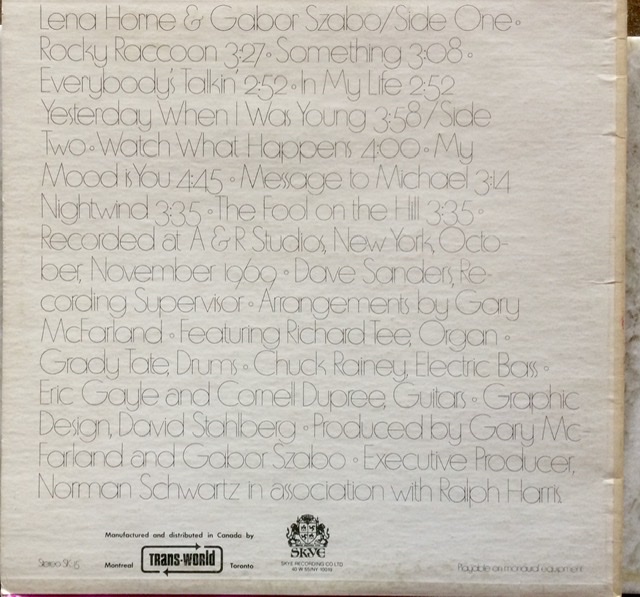 Lena Horne & Gabor Szabo/Side One •
Rocky Raccoon 3:27 • Something 3:08 •
Everybody's Talkin' 2:52 • In My Life 2:52
Yesterday When I Was Young 3:58/Side
Two • Watch What Happens 4:00 • My
Mood is You 4:45 • Message to Michael 3:14
Nightwind 3:35 • The Fool on the Hill 3:35 •
Recorded at A & R Studios, New York, Octo-
ber, November 1969 • Dave Sanders, Re-
cording Supervisor • Arrangements by Gary
McFarland • Featuring Richard Tee, Organ •
Grady Tate, Drums • Chuck Rainey, Electric Bass •
Eric Gayle and Cornell Dupree, Guitars • Graphic
Design, David Stahlberg • Produced by Gary Mc-
Farland and Gabor Szabo • Executive Producer,
Norman Schwartz in association with Ralph Harris.
Manufactured and distributed in Canada by
Montreal TRANS-WORLD Toronto
SKYE
SKYE RECORDING CO LTD
Stereo SK-15
Playable on monaural equipment